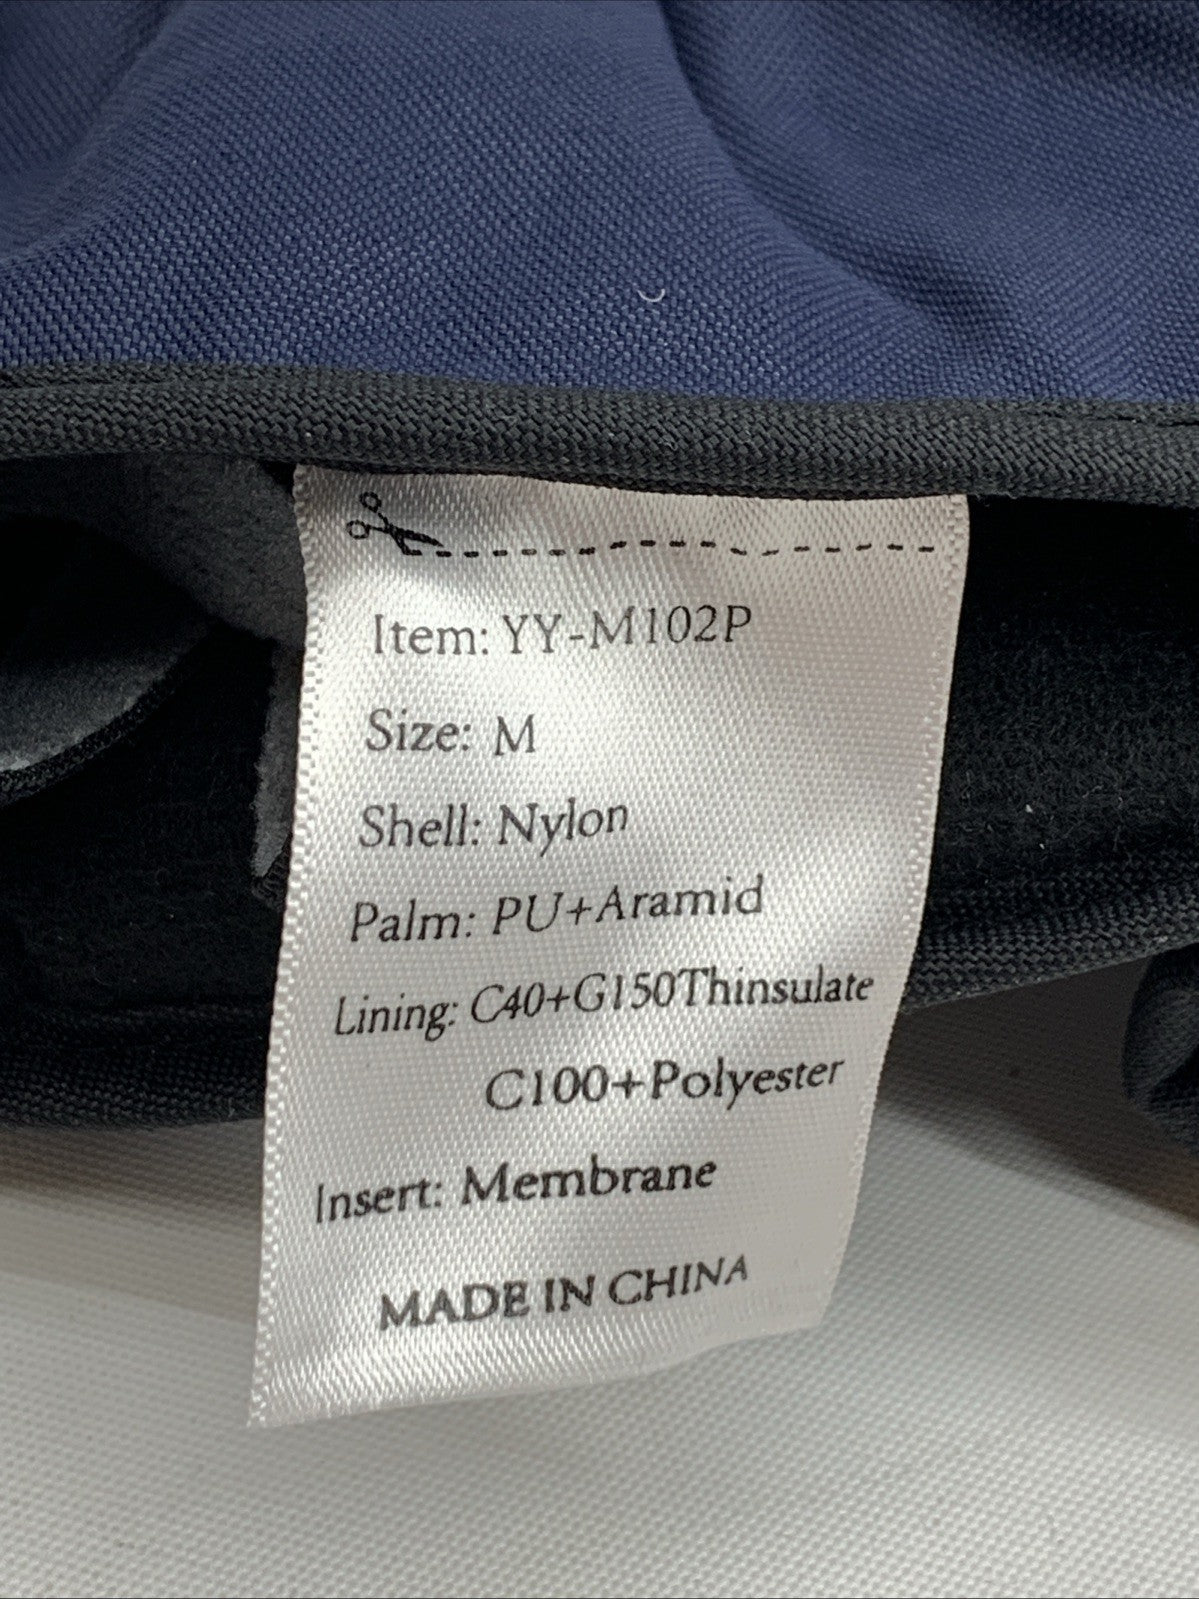 Item: YY-M102P
Size: M
Shell: Nylon
Palm: PU+Aramid
Lining: C40+G150Thinsulate
C100+Polyester
Insert: Membrane
MADE IN CHINA